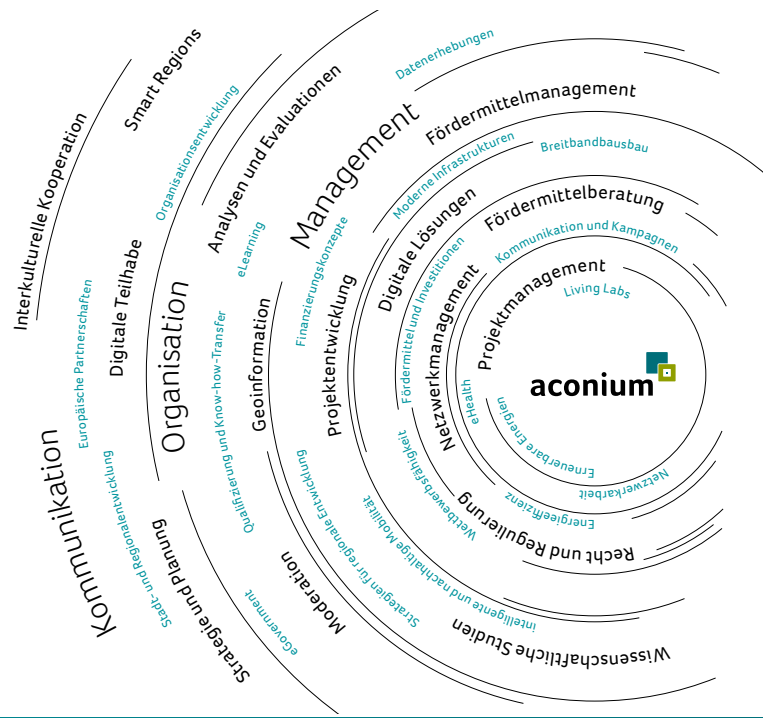 Datenerhebungen
Smart Regions
Fördermittelmanagement
Analysen und Evaluationen
Organisationsentwicklung
Management
Moderne Infrastrukturen
Breitbandbausbau
Interkulturelle Kooperation
Digitale Lösungen
Fördermittelberatung
Kommunikation und Kampagnen
eLearning
Finanzierungskonzepte
Fördermittel und Investitionen
Digitale Teilhabe
Netzwerkmanagement
Projektmanagement
Living Labs
Europäische Partnerschaften
Organisation
Qualifizierung und Know-how-Transfer
Geoinformation
Projektentwicklung
aconium
eHealth
Erneuerbare Energien
Kommunikation
Stadt- und Regionalentwicklung
Strategien für regionale Entwicklung
Wettbewerbsfähigkeit
Netzwerkarbeit
Energieeffizienz
Recht und Regulierung
intelligente und nachhaltige Mobilität
Strategie und Planung
Moderation
eGovernment
Wissenschaftliche Studien